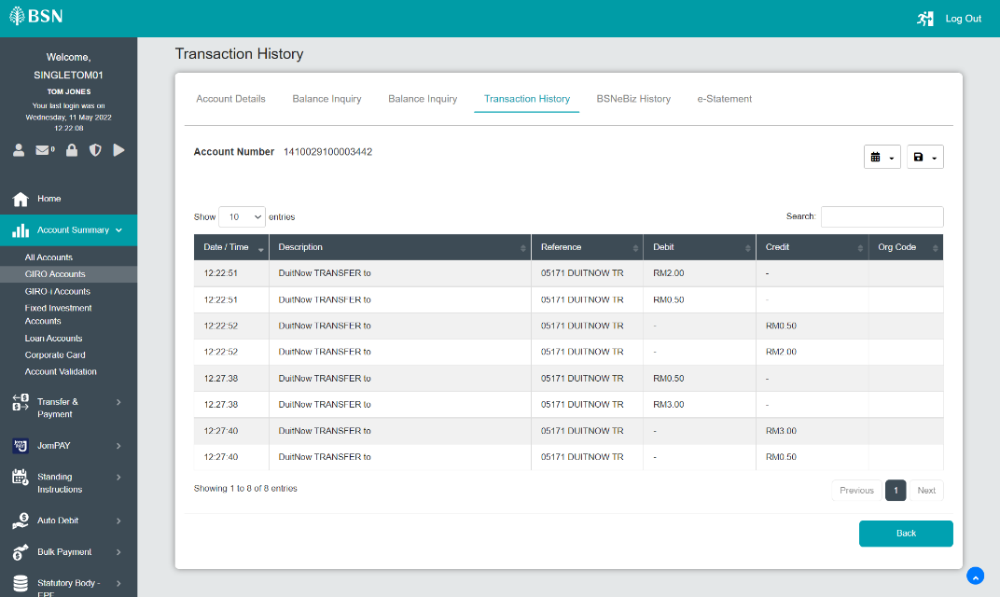 BSN
Log Out
Welcome,
SINGLETOM01
TOM JONES
Your last login was on
Wednesday, 11 May 2022
12:22:08
0
Home
Account Summary
All Accounts
GIRO Accounts
GIRO-i Accounts
Fixed Investment
Accounts
Loan Accounts
Corporate Card
Account Validation
Transfer &
Payment
JomPAY
Standing
Instructions
Auto Debit
Bulk Payment
Statutory Body -
EPF
Transaction History
Account Details Balance Inquiry Balance Inquiry Transaction History BSNeBiz History e-Statement
Account Number 1410029100003442
Show 10 entries Search:
Date / Time Description Reference Debit Credit Org Code
12:22:51 DuitNow TRANSFER to 05171 DUITNOW TR RM2.00 -
12:22:51 DuitNow TRANSFER to 05171 DUITNOW TR RM0.50 -
12:22:52 DuitNow TRANSFER to 05171 DUITNOW TR - RM0.50
12:22:52 DuitNow TRANSFER to 05171 DUITNOW TR - RM2.00
12:27:38 DuitNow TRANSFER to 05171 DUITNOW TR RM0.50 -
12:27:38 DuitNow TRANSFER to 05171 DUITNOW TR RM3.00 -
12:27:40 DuitNow TRANSFER to 05171 DUITNOW TR - RM3.00
12:27:40 DuitNow TRANSFER to 05171 DUITNOW TR - RM0.50
Showing 1 to 8 of 8 entries
Previous 1 Next
Back